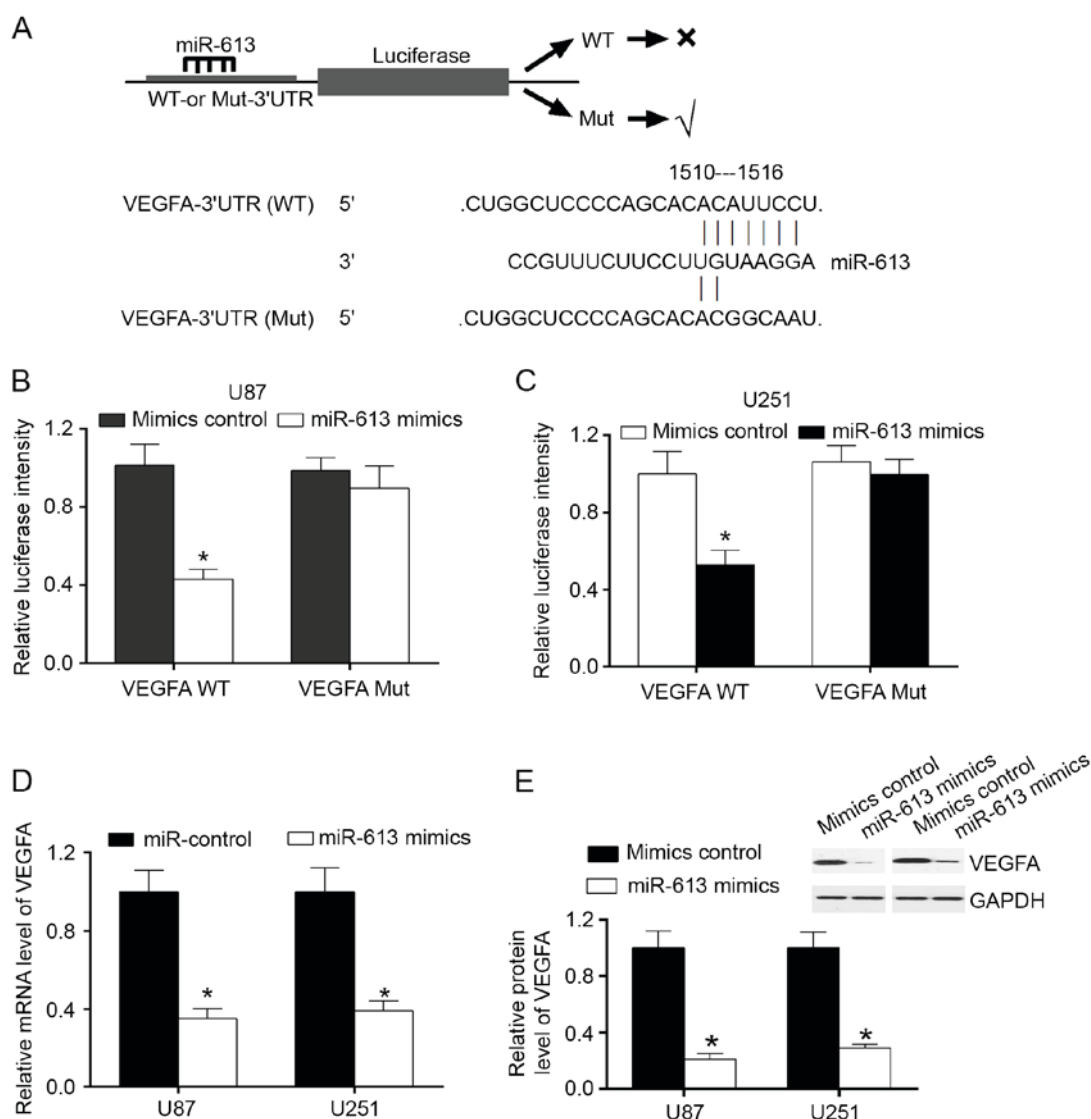 A
miR-613
Luciferase
WT
WT-or Mut-3'UTR
Mut
1510---1516
VEGFA-3'UTR (WT) 5' .CUGGCUCCCCAGCACACAUUCCU.
3' CCGUUUCUUCCUUGUAAGGA miR-613
VEGFA-3'UTR (Mut) 5' .CUGGCUCCCCAGCACACGGCAAU.
B
U87
Mimics control miR-613 mimics
Relative luciferase intensity
1.2
0.8
0.4
0.0
VEGFA WT VEGFA Mut
*
C
U251
Mimics control miR-613 mimics
Relative luciferase intensity
1.2
0.8
0.4
0.0
VEGFA WT VEGFA Mut
*
D
miR-control miR-613 mimics
Relative mRNA level of VEGFA
1.2
0.8
0.4
0.0
* *
U87 U251
E
Mimics control
miR-613 mimics
Mimics control
miR-613 mimics
VEGFA
GAPDH
Mimics control
miR-613 mimics
Relative protein
level of VEGFA
1.2
0.8
0.4
0.0
* *
U87 U251